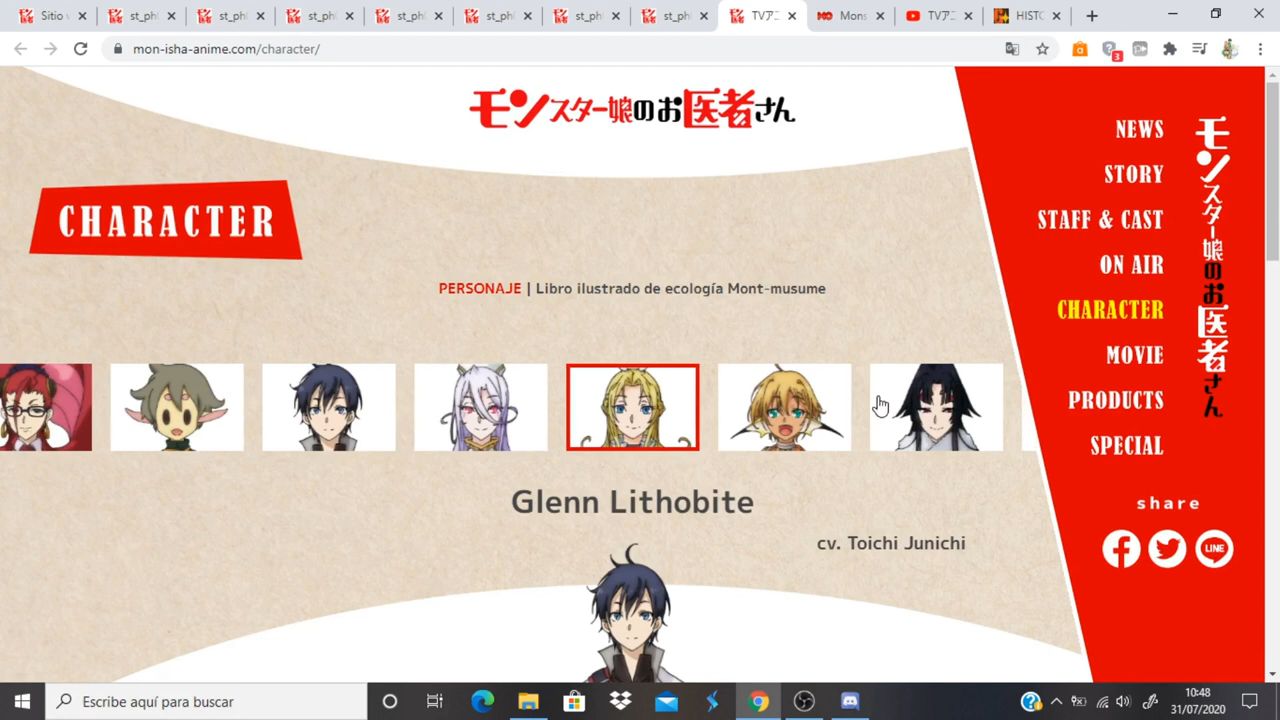 Sitio v
st_ph
st_ph
st_ph
st_ph
st_ph
st_ph
st_ph
TVアニ
Mons
TVア
HISTO
mon-isha-anime.com/character/
3
モンスター娘のお医者さん
CHARACTER
PERSONAJE | Libro ilustrado de ecología Mont-musume
Glenn Lithobite
cv. Toichi Junichi
NEWS
STORY
STAFF & CAST
ON AIR
CHARACTER
MOVIE
PRODUCTS
SPECIAL
モンスター娘のお医者さん
share
LINE
Escribe aquí para buscar
10:48
31/07/2020